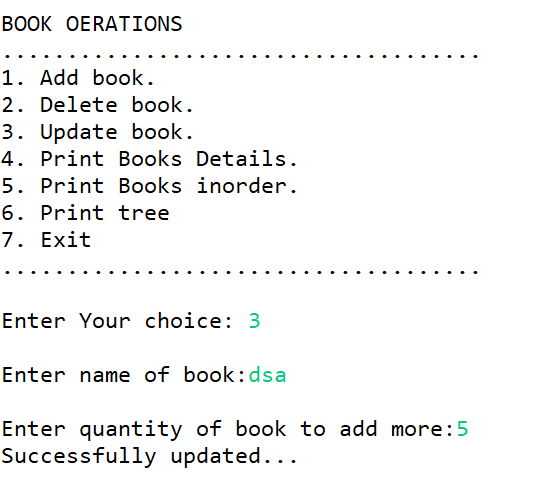 BOOK OERATIONS
.....................................
1. Add book.
2. Delete book.
3. Update book.
4. Print Books Details.
5. Print Books inorder.
6. Print tree
7. Exit
.....................................
Enter Your choice: 3
Enter name of book:dsa
Enter quantity of book to add more:5
Successfully updated...